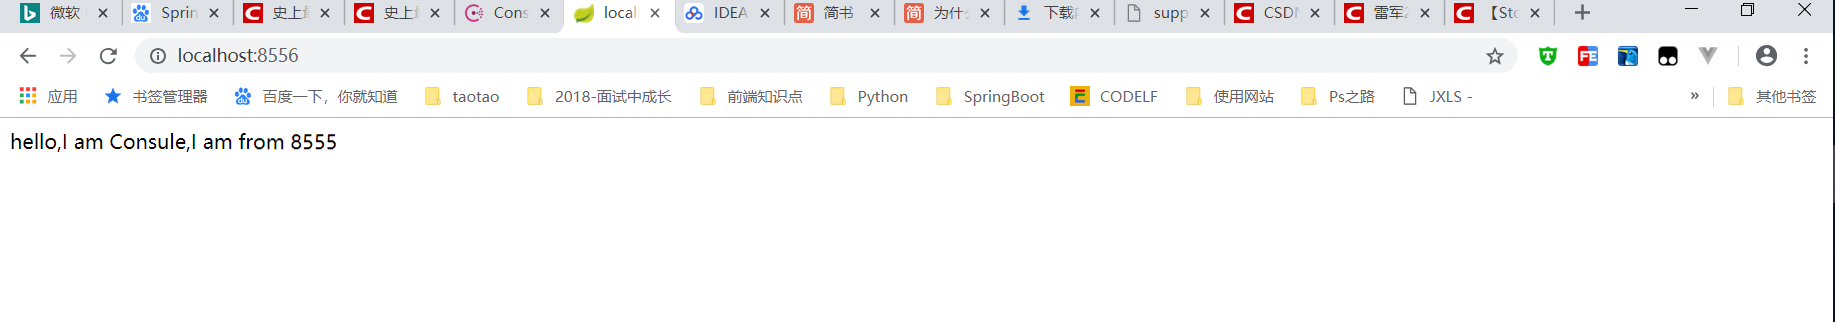 微软 Sprin 史上 史上 Cons locall IDEA 简书 为什 下载 supp CSD 雷军 【Sto
localhost:8556
应用 书签管理器 百度一下，你就知道 taotao 2018-面试中成长 前端知识点 Python SpringBoot CODELF 使用网站 Ps之路 JXLS - » 其他书签
hello,I am Consule,I am from 8555